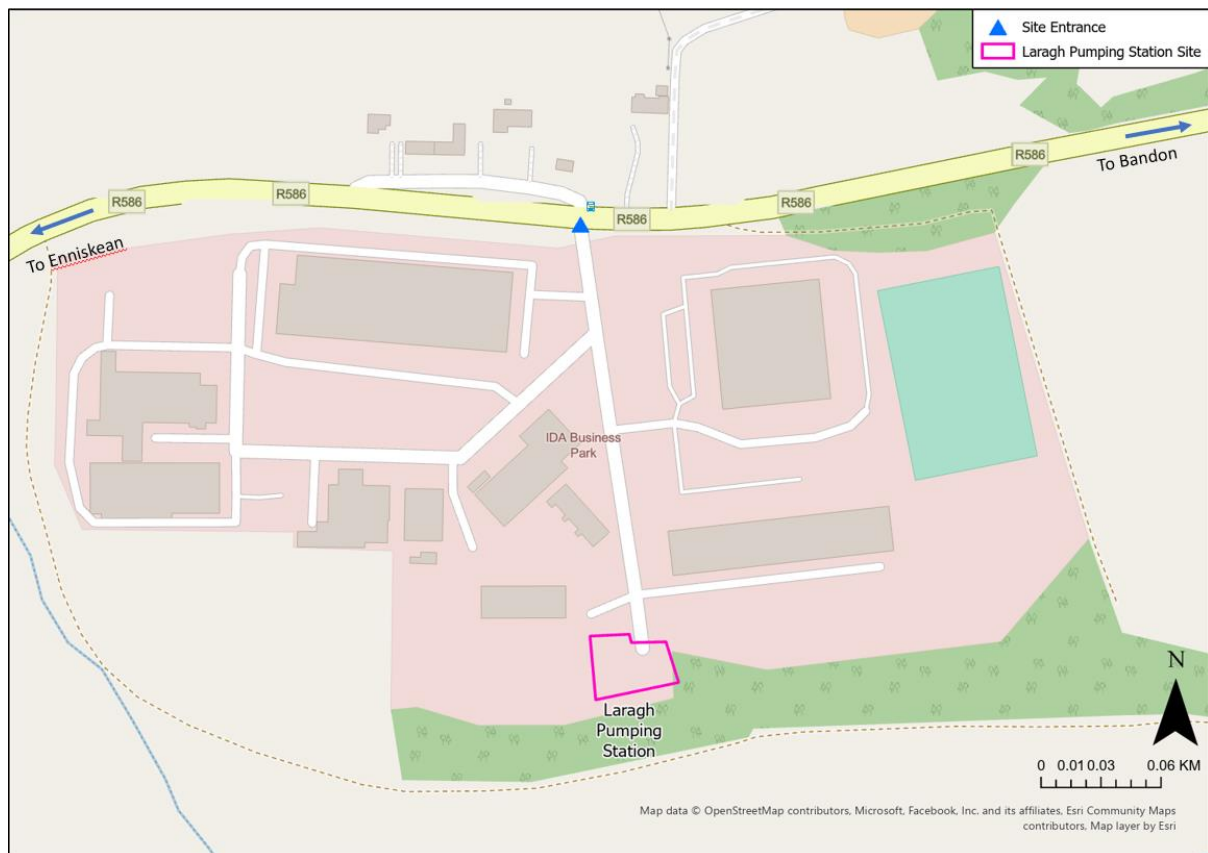 Site Entrance
Laragh Pumping Station Site
R586
To Bandon
R586
R586
R586
R586
To Enniskean
IDA Business
Park
Laragh
Pumping
Station
N
0 0.01 0.03 0.06 KM
Map data © OpenStreetMap contributors, Microsoft, Facebook, Inc. and its affiliates, Esri Community Maps
contributors, Map layer by Esri